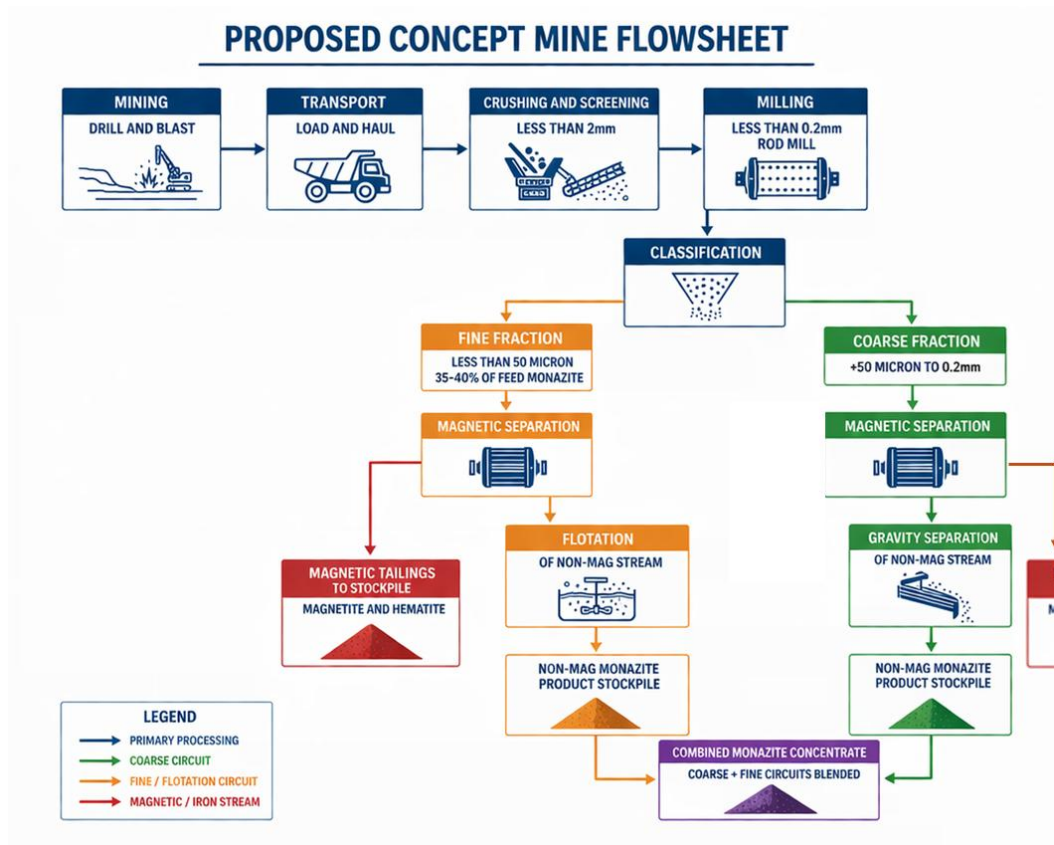 PROPOSED CONCEPT MINE FLOWSHEET
MINING
DRILL AND BLAST
TRANSPORT
LOAD AND HAUL
CRUSHING AND SCREENING
LESS THAN 2mm
MILLING
LESS THAN 0.2mm
ROD MILL
CLASSIFICATION
FINE FRACTION
LESS THAN 50 MICRON
35-40% OF FEED MONAZITE
COARSE FRACTION
+50 MICRON TO 0.2mm
MAGNETIC SEPARATION
MAGNETIC SEPARATION
FLOTATION
OF NON-MAG STREAM
GRAVITY SEPARATION
OF NON-MAG STREAM
MAGNETIC TAILINGS
TO STOCKPILE
MAGNETITE AND HEMATITE
NON-MAG MONAZITE
PRODUCT STOCKPILE
NON-MAG MONAZITE
PRODUCT STOCKPILE
COMBINED MONAZITE CONCENTRATE
COARSE + FINE CIRCUITS BLENDED
LEGEND
PRIMARY PROCESSING
COARSE CIRCUIT
FINE / FLOTATION CIRCUIT
MAGNETIC / IRON STREAM